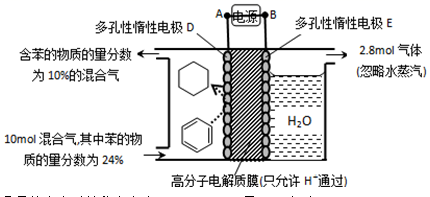 A 电源 B
多孔性惰性电极 D
多孔性惰性电极 E
含苯的物质的量分数
为 10%的混合气
2.8mol 气体
(忽略水蒸汽)
H₂O
10mol 混合气,其中苯的物
质的量分数为 24%
高分子电解质膜(只允许 H⁺通过)